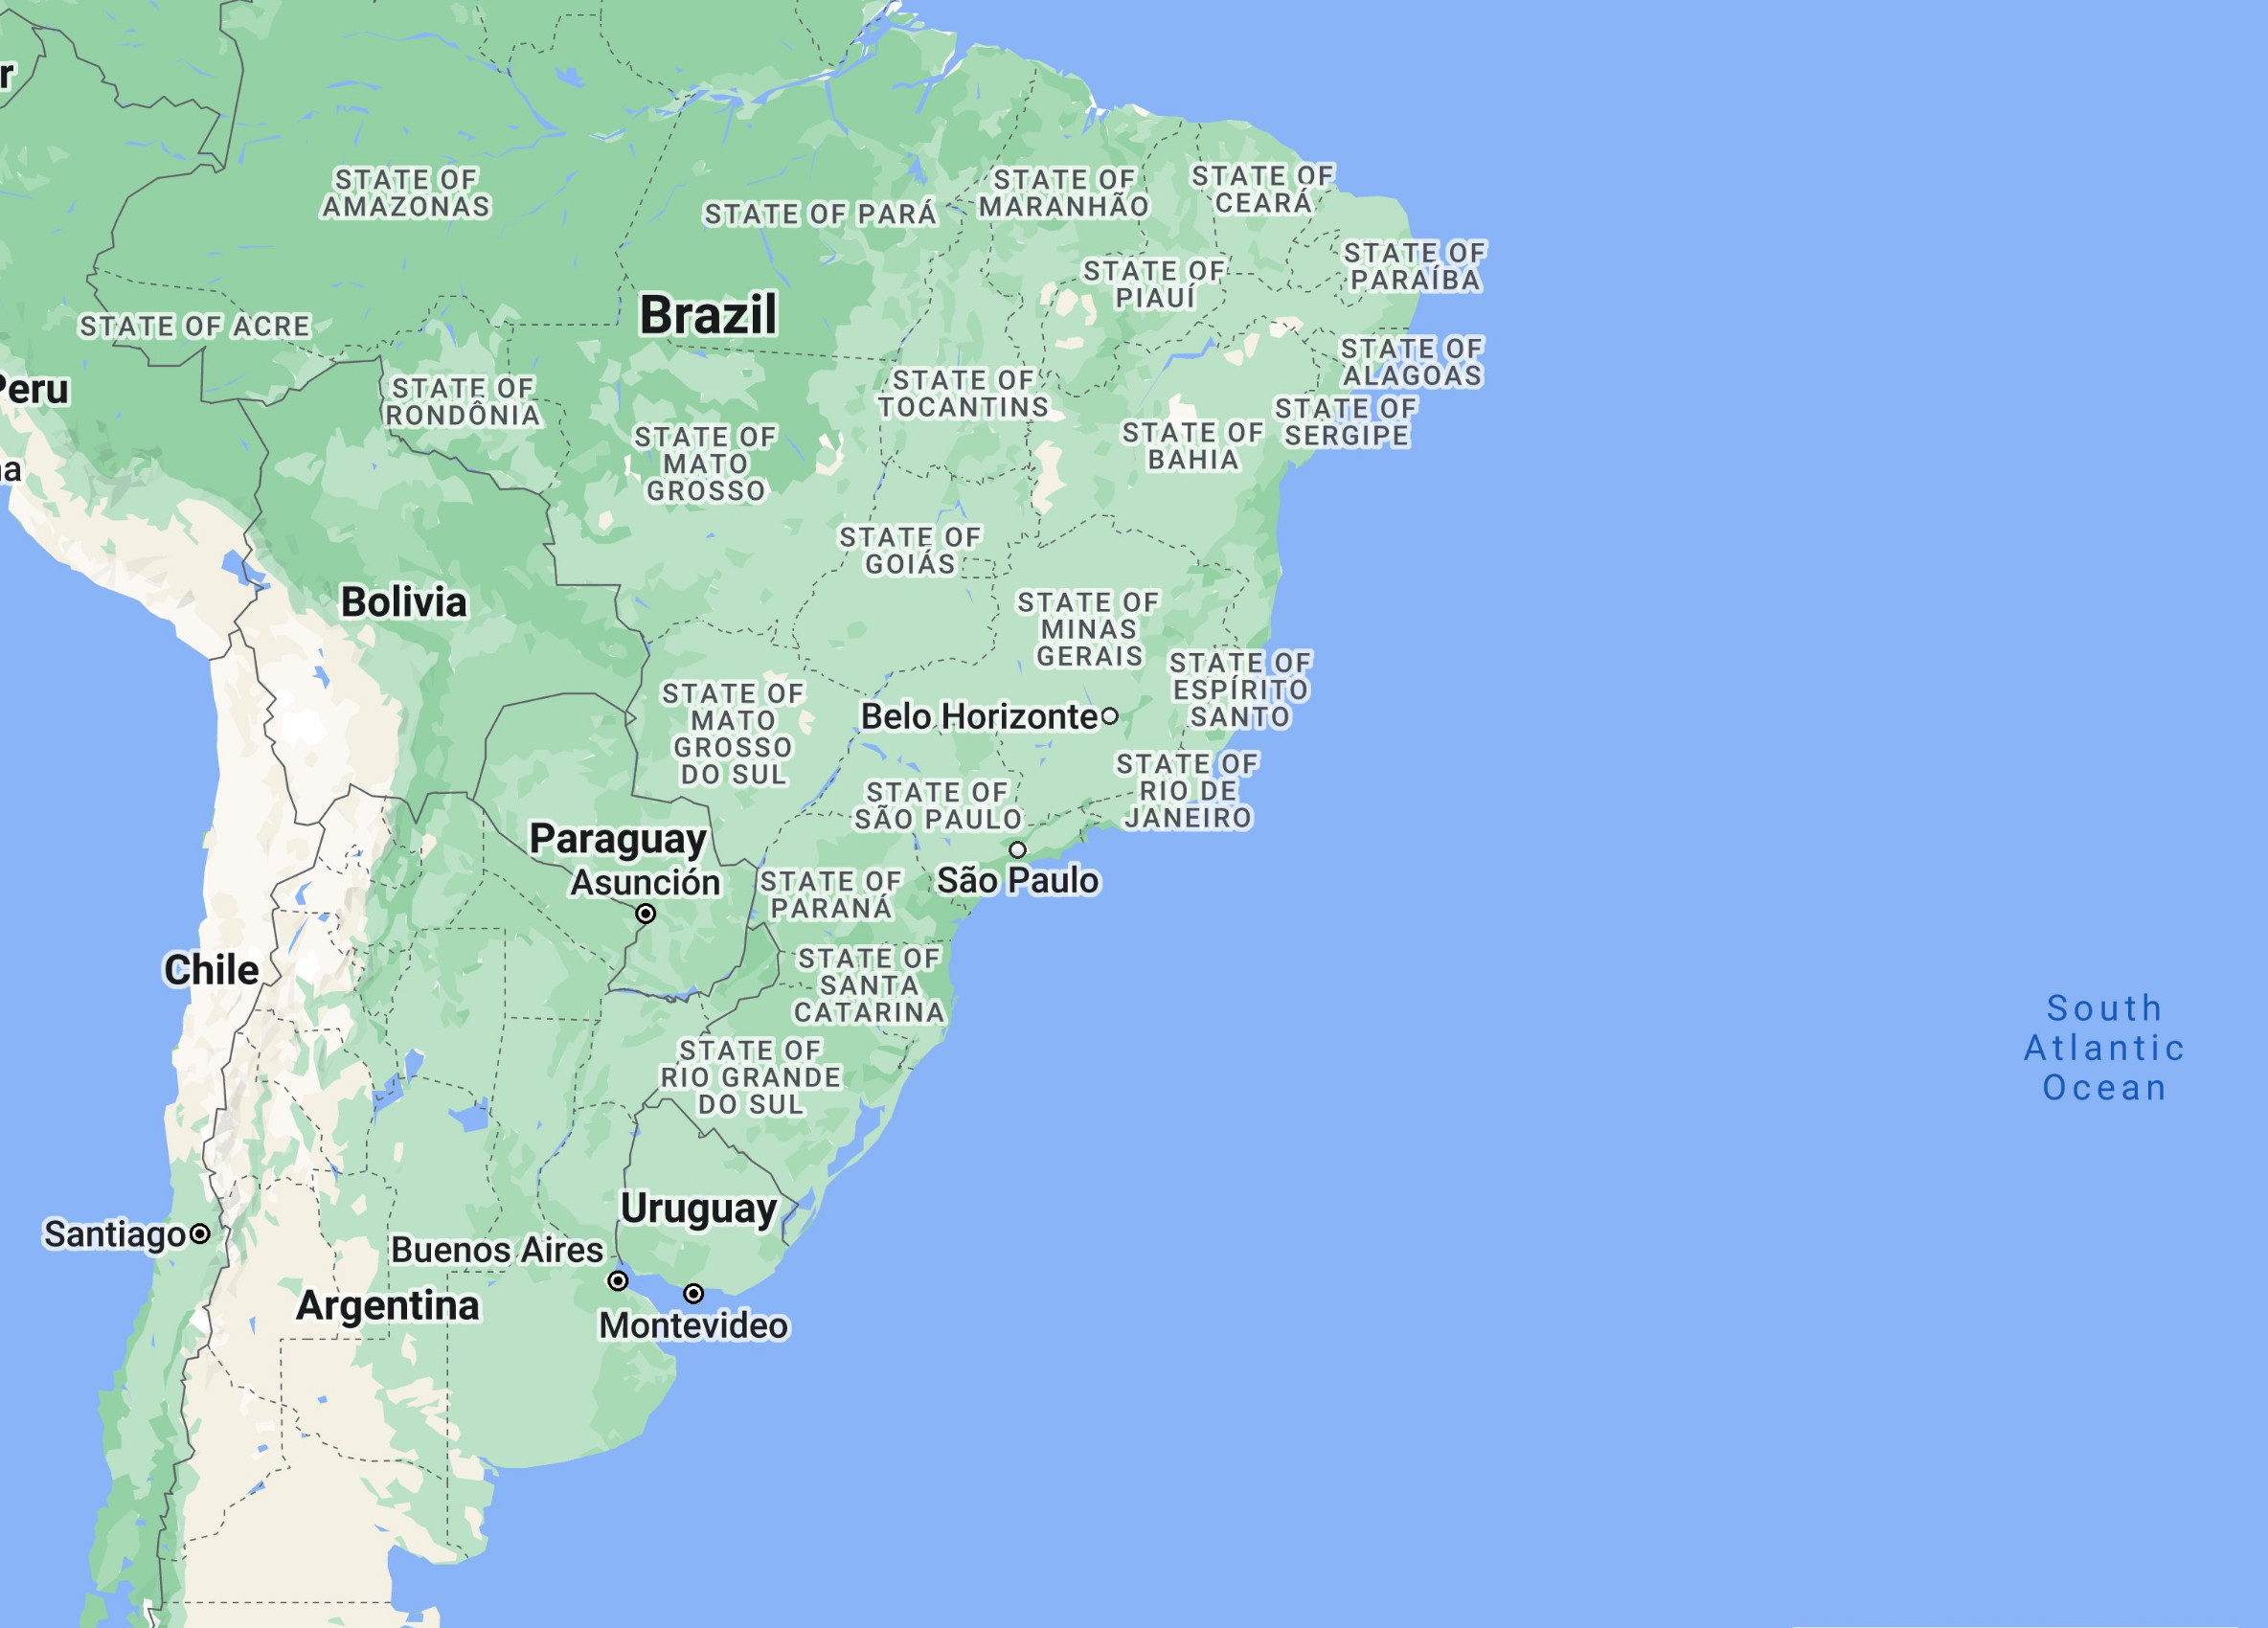 r
STATE OF
AMAZONAS
STATE OF PARÁ
STATE OF
MARANHÃO
STATE OF
CEARÁ
STATE OF
PARAÍBA
STATE OF
PIAUÍ
Brazil
STATE OF ACRE
STATE OF
ALAGOAS
Peru
STATE OF
RONDÔNIA
STATE OF
TOCANTINS
STATE OF
SERGIPE
STATE OF
MATO
GROSSO
STATE OF
BAHIA
a
STATE OF
GOIÁS
Bolivia
STATE OF
MINAS
GERAIS
STATE OF
ESPÍRITO
SANTO
STATE OF
MATO
GROSSO
DO SUL
Belo Horizonte
STATE OF
RIO DE
JANEIRO
STATE OF
SÃO PAULO
Paraguay
Asunción
STATE OF
PARANÁ
São Paulo
Chile
STATE OF
SANTA
CATARINA
South
Atlantic
Ocean
STATE OF
RIO GRANDE
DO SUL
Uruguay
Santiago
Buenos Aires
Argentina
Montevideo